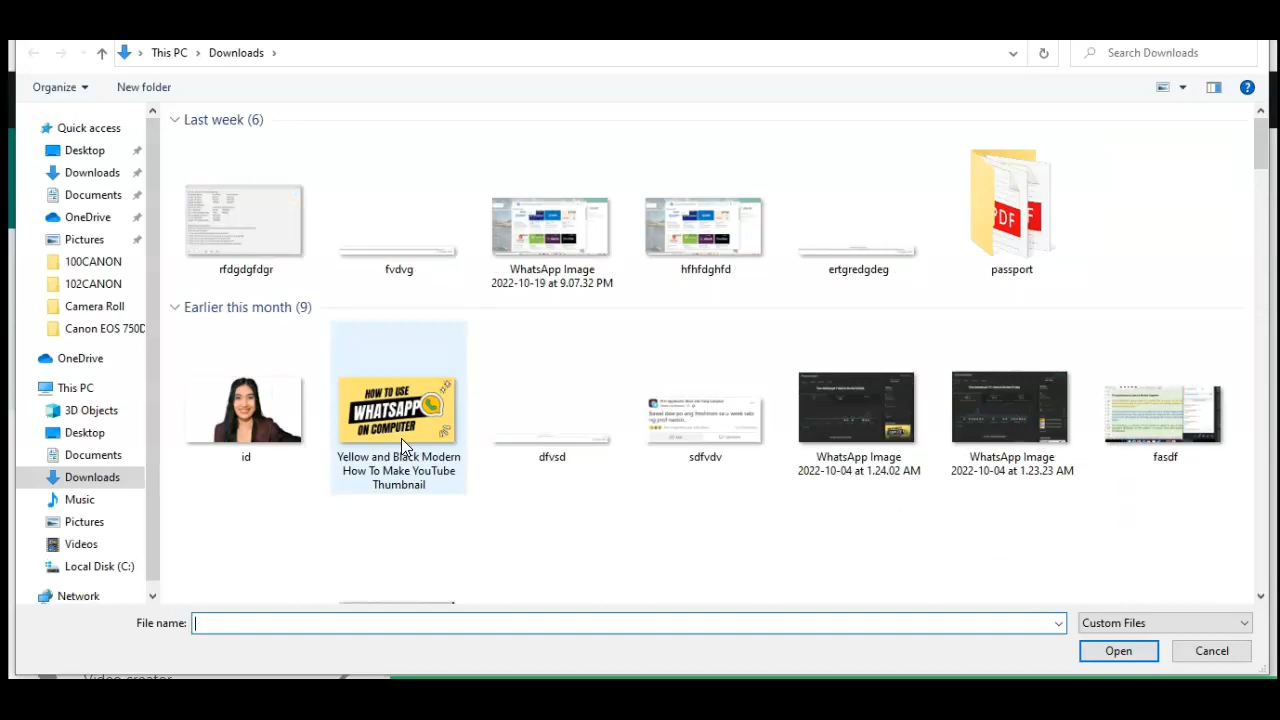 This PC > Downloads >
Search Downloads
Organize
New folder
Quick access
Desktop
Downloads
Documents
OneDrive
Pictures
100CANON
102CANON
Camera Roll
Canon EOS 750D
OneDrive
This PC
3D Objects
Desktop
Documents
Downloads
Music
Pictures
Videos
Local Disk (C:)
Network
Last week (6)
rfdgdgfdgr
fvdvg
WhatsApp Image
2022-10-19 at 9.07.32 PM
hfhfdghfd
ertgredgdeg
PDF
passport
Earlier this month (9)
id
HOW TO USE
WHATSAPP
ON COMPUTER
Yellow and Black Modern
How To Make YouTube
Thumbnail
dfvsd
sdfvdv
WhatsApp Image
2022-10-04 at 1.24.02 AM
WhatsApp Image
2022-10-04 at 1.23.23 AM
fasdf
File name:
Custom Files
Open
Cancel
Video creator